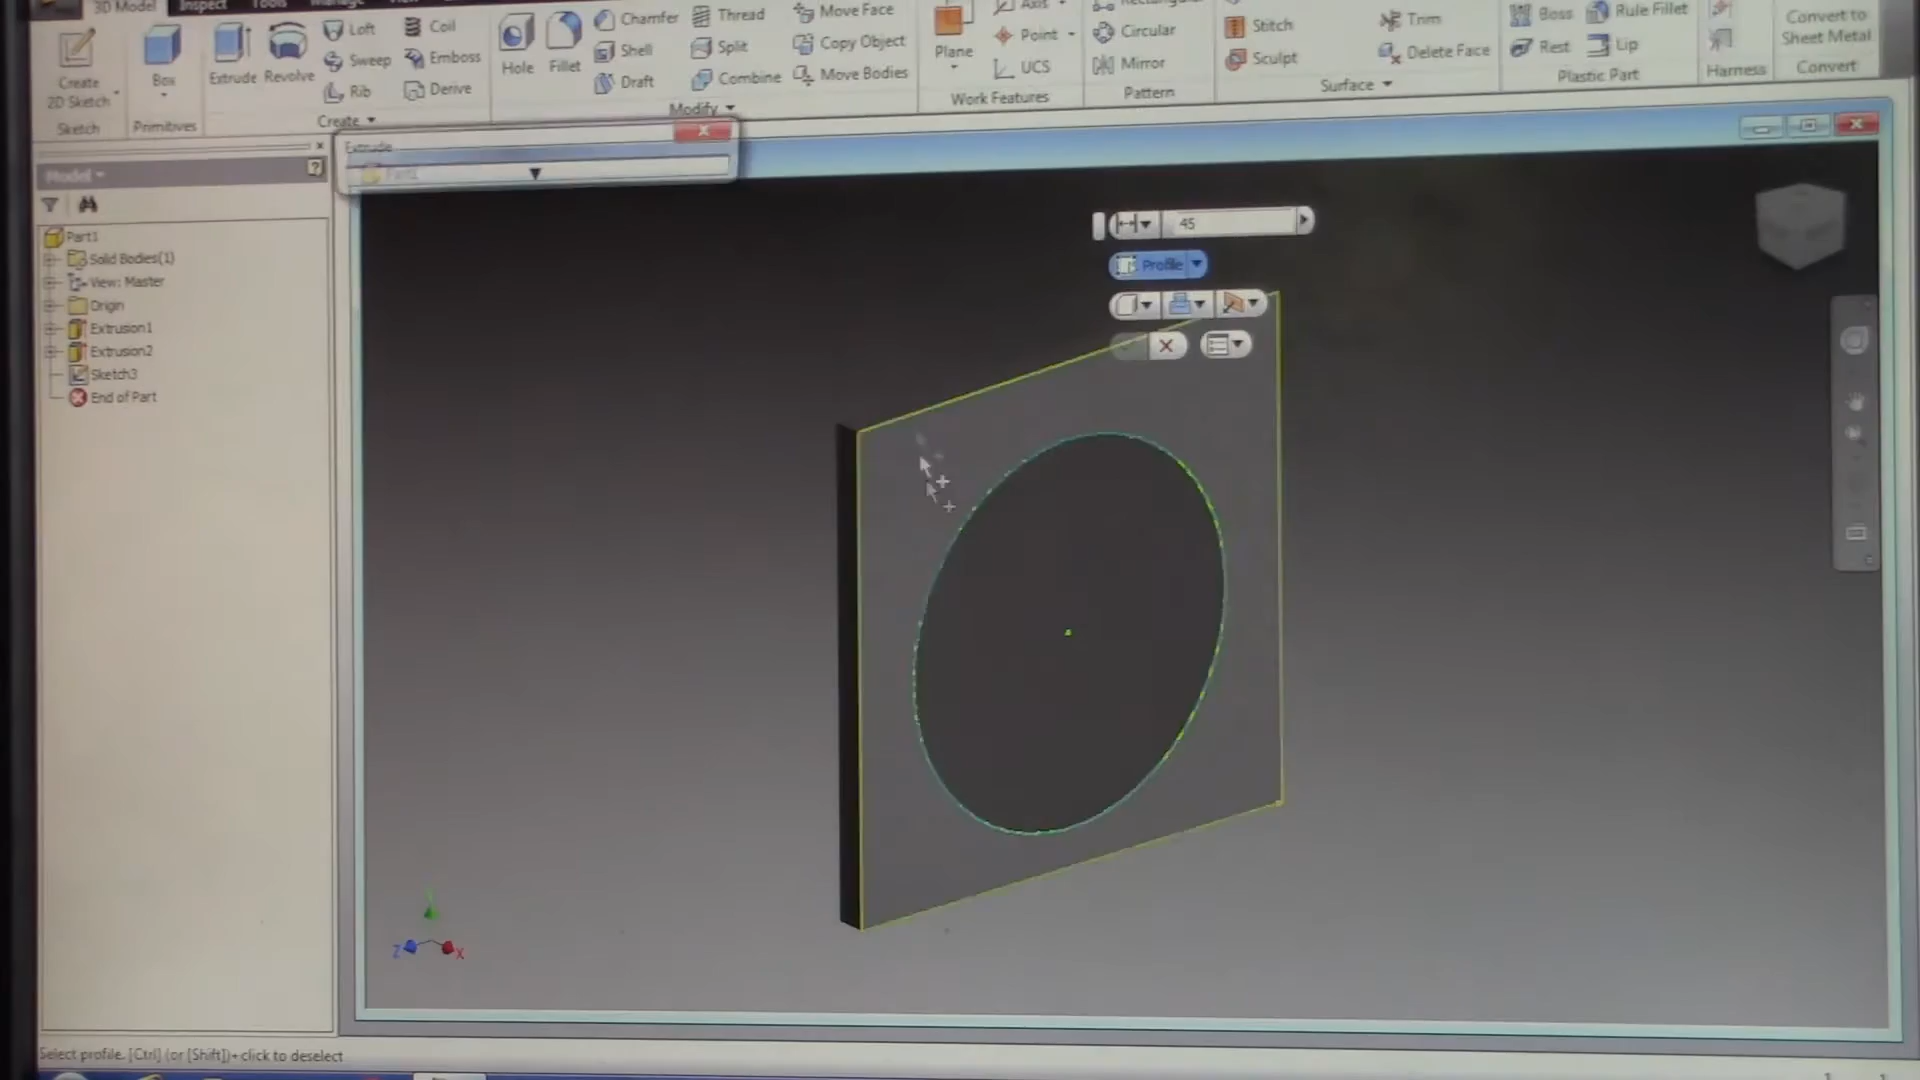 3D Model Inspect Tools Manage
Create
2D Sketch
Sketch
Box
Primitives
Extrude
Revolve
Loft
Sweep
Rib
Coil
Emboss
Derive
Create
Hole
Fillet
Chamfer
Shell
Draft
Thread
Split
Combine
Move Face
Copy Object
Move Bodies
Modify
Plane
Axis
Point
UCS
Work Features
Rectangular
Circular
Mirror
Pattern
Stitch
Sculpt
Trim
Delete Face
Surface
Boss
Rest
Rule Fillet
Lip
Plastic Part
Harness
Convert to
Sheet Metal
Convert
Extrude
Part1
Model
Part1
Solid Bodies(1)
View: Master
Origin
Extrusion1
Extrusion2
Sketch3
End of Part
45
Profile
Z
X
Select profile. [Ctrl] (or [Shift])+click to deselect